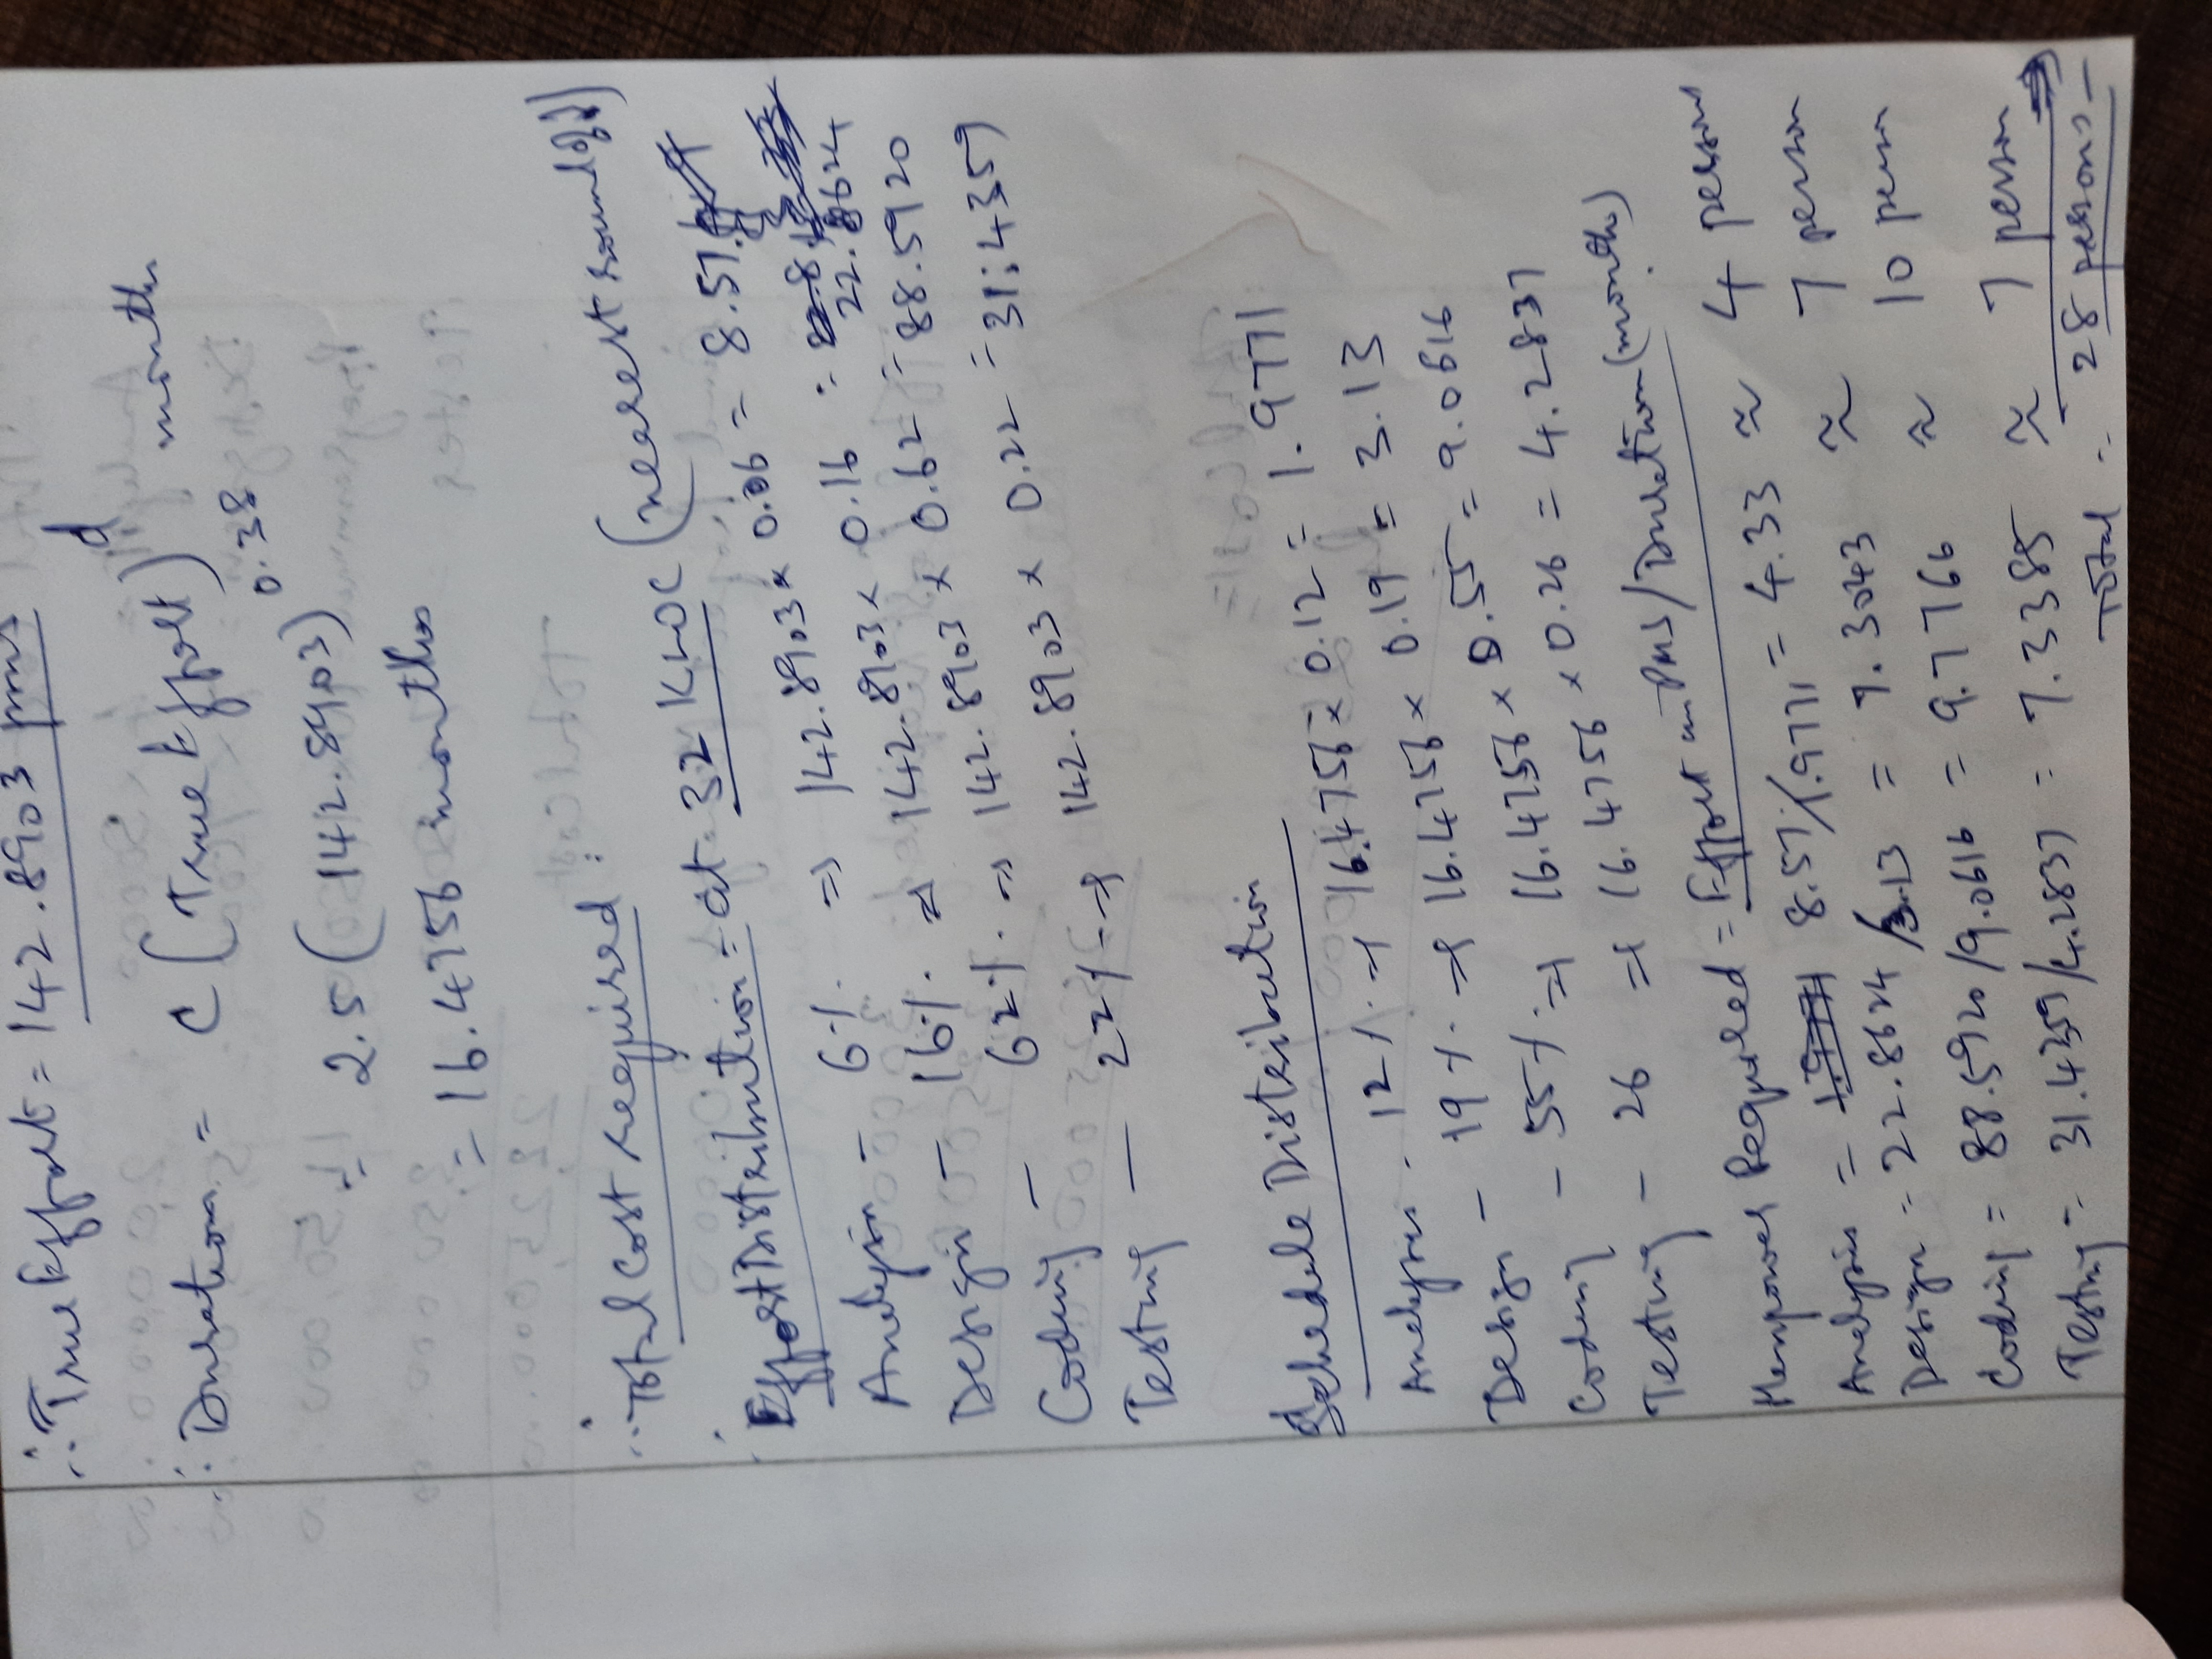 ∴ True Effort = 142.8903 pms
∴ Duration = C (True Effort)^d months
= 2.5 (142.8903)^0.38
= 16.4756 months
∴ Total Cost required :
Effort Distribution - at 32 KLOC (nearest round off)
Analysis - 6% => 142.8903 x 0.06 = 8.57
Design - 16% => 142.8903 x 0.16 = 22.8624
Coding - 62% => 142.8903 x 0.62 = 88.5920
Testing - 22% => 142.8903 x 0.22 = 31.4359
Schedule Distribution
Analysis - 12% => 16.4756 x 0.12 = 1.9771
Design - 19% => 16.4756 x 0.19 = 3.13
Coding - 55% => 16.4756 x 0.55 = 9.0616
Testing - 26 => 16.4756 x 0.26 = 4.2837
Manpower Required = Effort in PMS / Duration (months)
Analysis = 8.57/1.9771 = 4.33 ≈ 4 persons
Design = 22.8624/3.13 = 7.3043 ≈ 7 person
Coding = 88.5920/9.0616 = 9.7766 ≈ 10 person
Testing = 31.4359/4.2837 = 7.3385 ≈ 7 person
Total = 28 persons